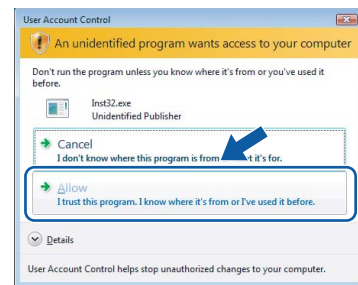 User Account Control
An unidentified program wants access to your computer
Don't run the program unless you know where it's from or you've used it
before.
Inst32.exe
Unidentified Publisher
Cancel
I don't know where this program is from it's for.
Allow
I trust this program. I know where it's from or I've used it before.
Details
User Account Control helps stop unauthorized changes to your computer.